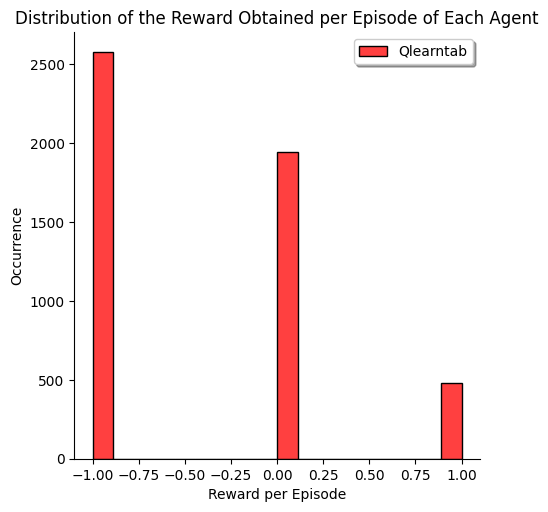 Distribution of the Reward Obtained per Episode of Each Agent
Qlearntab
Occurrence
2500
2000
1500
1000
500
0
−1.00 −0.75 −0.50 −0.25 0.00 0.25 0.50 0.75 1.00
Reward per Episode